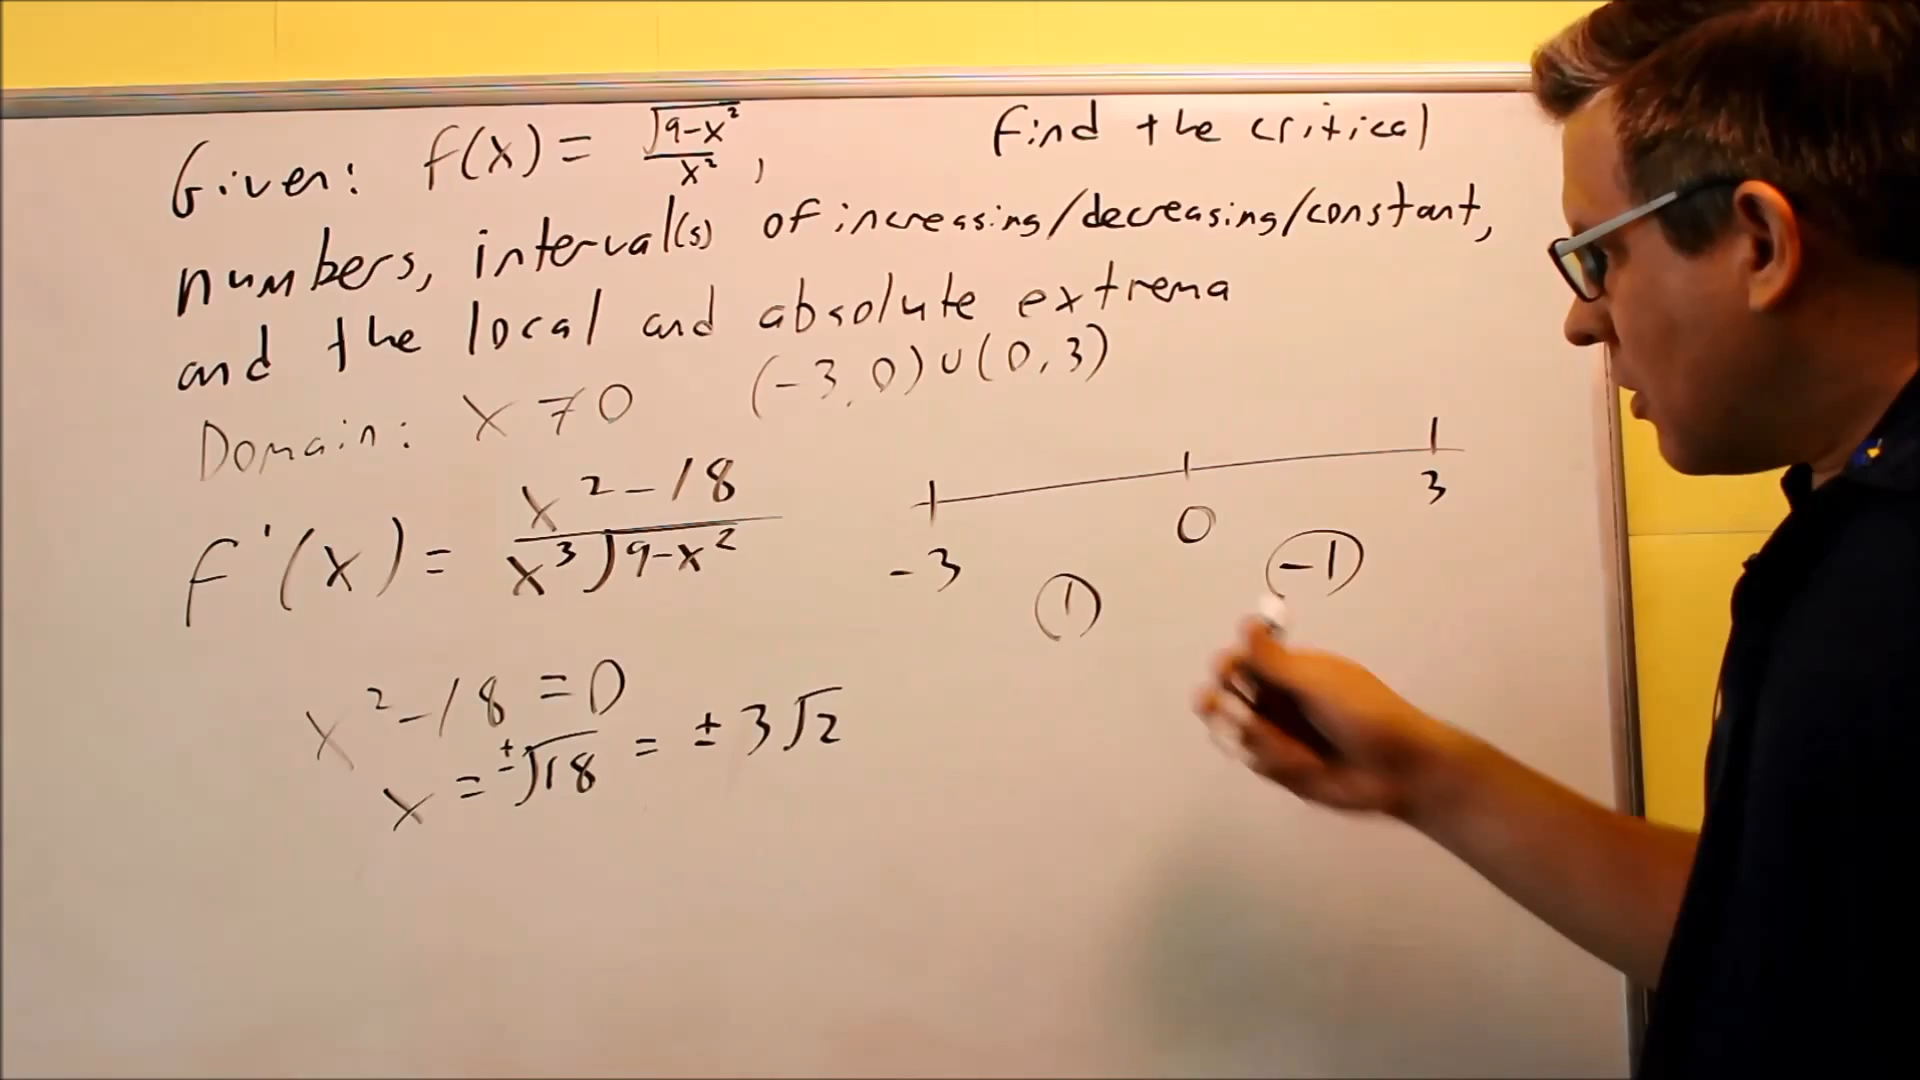 Given: f(x) = √(9-x²)/x², find the critical
numbers, interval(s) of increasing/decreasing/constant,
and the local and absolute extrema
Domain: x ≠ 0 (-3,0)∪(0,3)
f'(x) = (x²-18)/(x³√(9-x²))
-3 0 3
① (-1)
x²-18 = 0
x = ±√18 = ±3√2